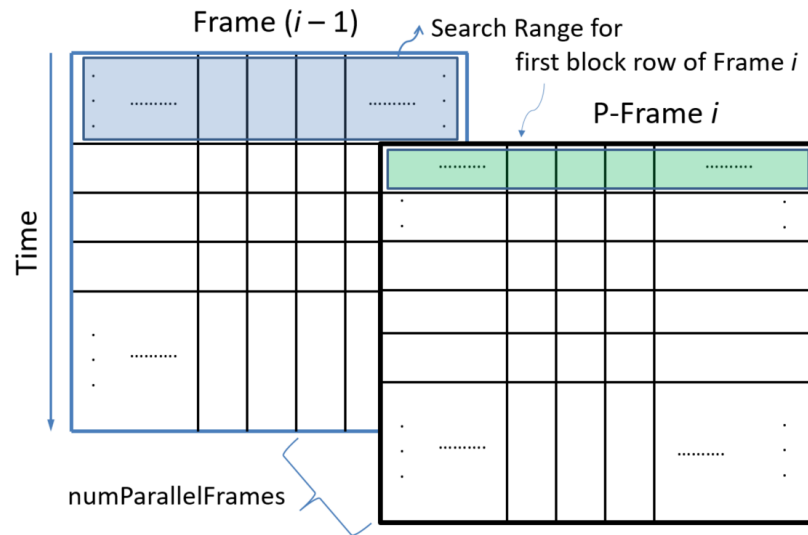 Frame (i – 1)
Search Range for
first block row of Frame i
P-Frame i
Time
numParallelFrames